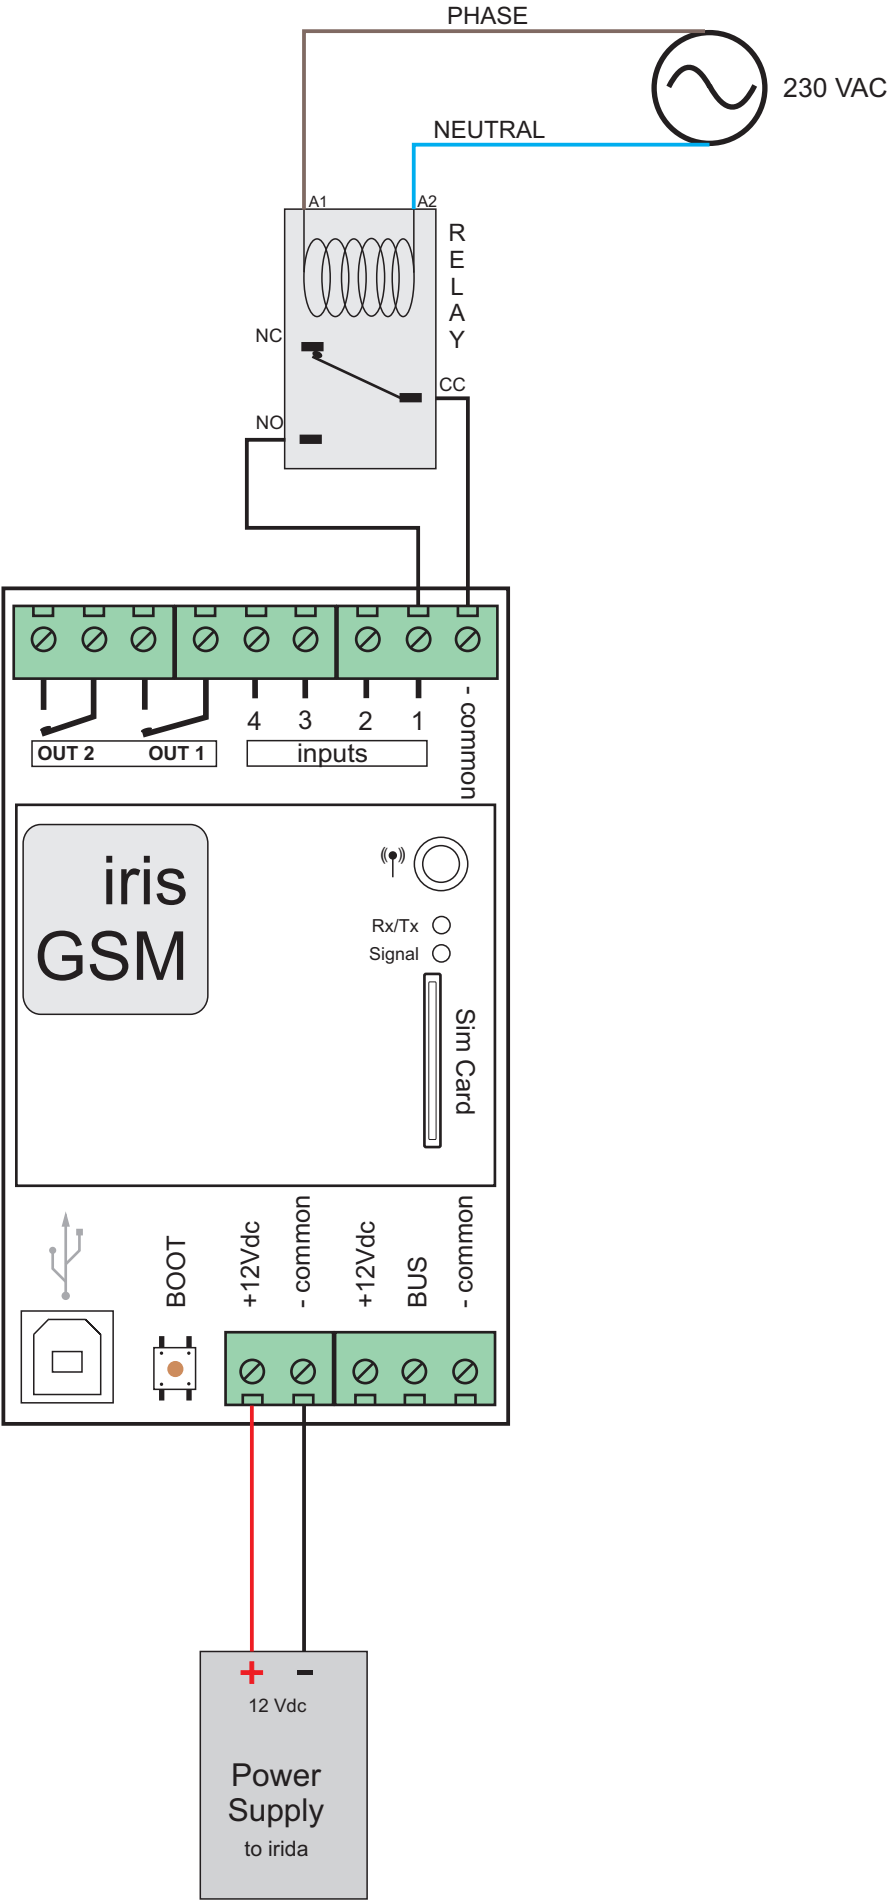 PHASE
230 VAC
NEUTRAL
A1
A2
RELAY
NC
CC
NO
4
3
2
1
- common
OUT 2
OUT 1
inputs
iris
GSM
Rx/Tx
Signal
Sim Card
BOOT
+12Vdc
- common
+12Vdc
BUS
- common
+
-
12 Vdc
Power
Supply
to irida